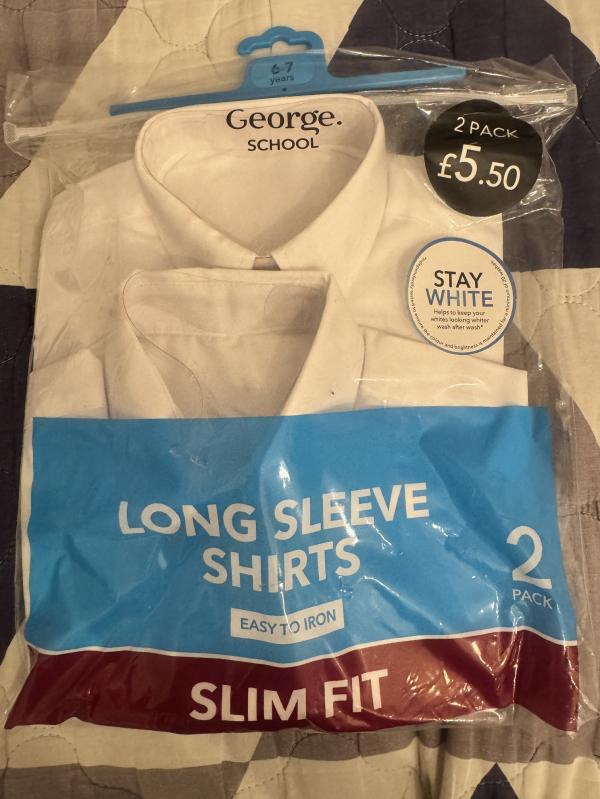 6-7
years
George.
SCHOOL
2 PACK
£5.50
STAY
WHITE
Helps to keep your
whites looking whiter
wash after wash*
LONG SLEEVE
SHIRTS
2
PACK
EASY TO IRON
SLIM FIT